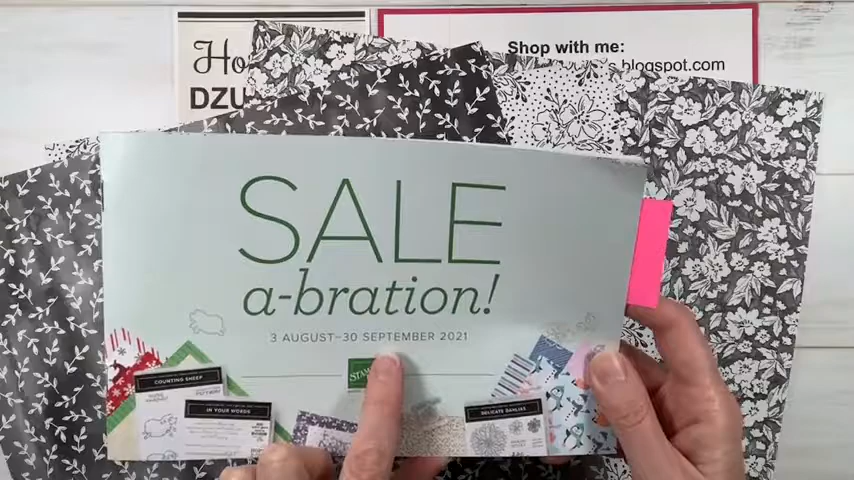 Shop with me:
blogspot.com
DZU
SALE
a-bration!
3 AUGUST–30 SEPTEMBER 2021
COUNTING SHEEP
IN YOUR WORDS
DELICATE DAHLIAS